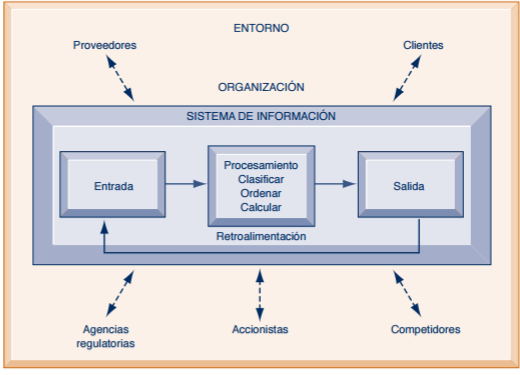 ENTORNO
Proveedores
Clientes
ORGANIZACIÓN
SISTEMA DE INFORMACIÓN
Entrada
Procesamiento
Clasificar
Ordenar
Calcular
Salida
Retroalimentación
Agencias
regulatorias
Accionistas
Competidores